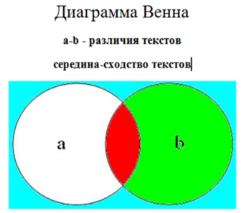 Диаграмма Венна
a-b - различия текстов
середина-сходство текстов
a b